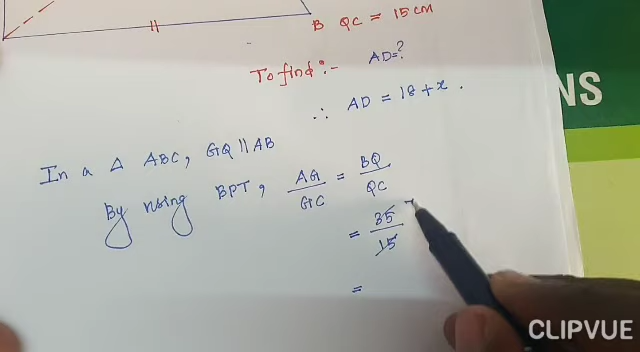 B QC = 15 cm
To find :- AD = ?
∴ AD = 18 + x .
NS
In a △ ABC, GQ || AB
By using BPT, AG/GC = BQ/QC
= 35/15 7
=
CLIPVUE